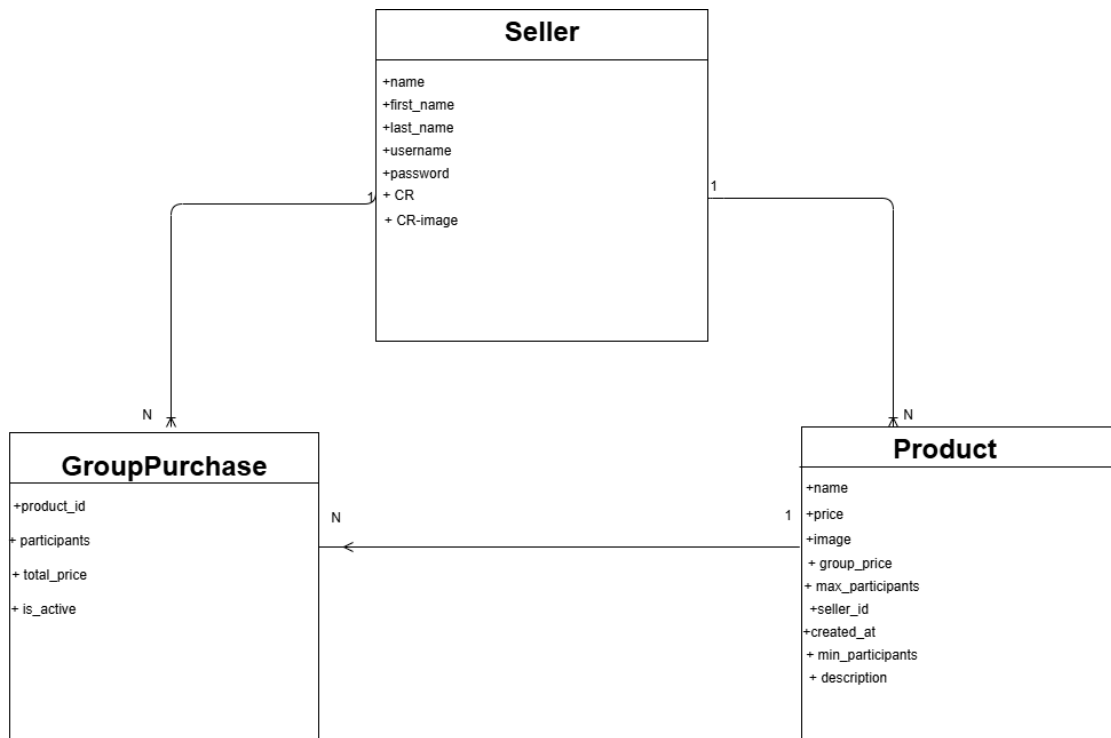 Seller
+name
+first_name
+last_name
+username
+password
+ CR
+ CR-image
1
1
N
N
GroupPurchase
+product_id
+ participants
+ total_price
+ is_active
N
1
Product
+name
+price
+image
+ group_price
+ max_participants
+seller_id
+created_at
+ min_participants
+ description